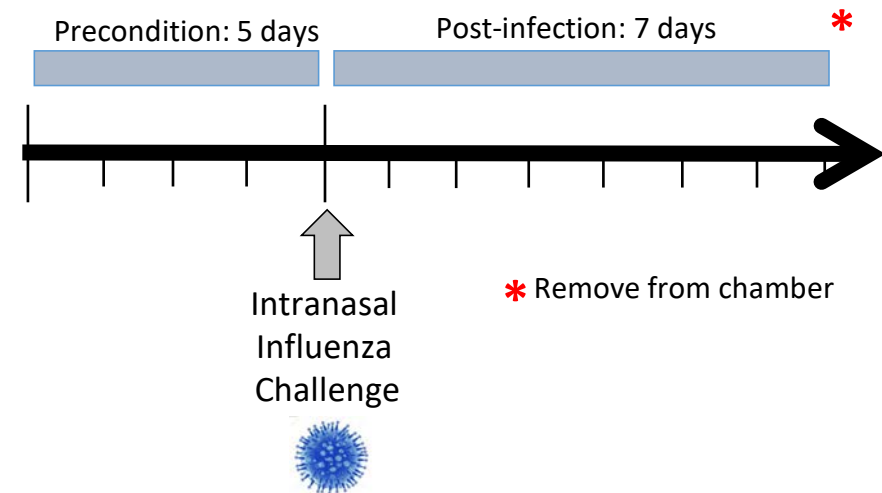 Precondition: 5 days
Post-infection: 7 days
*
Intranasal
Influenza
Challenge
* Remove from chamber